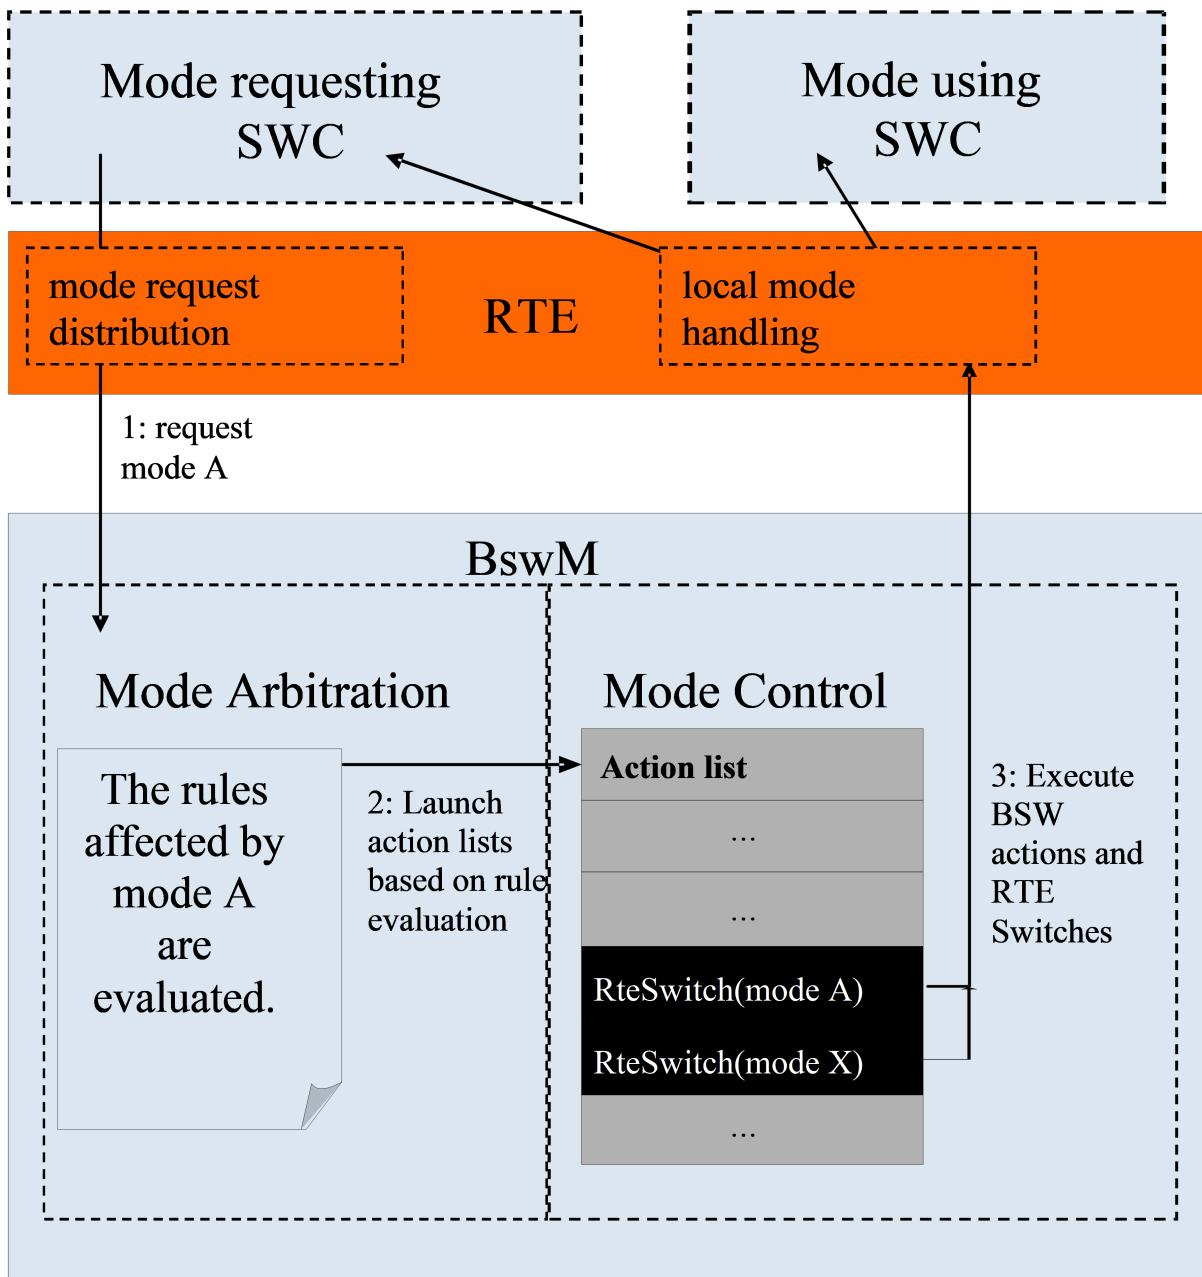 Mode requesting
SWC
Mode using
SWC
mode request
distribution
RTE
local mode
handling
1: request
mode A
BswM
Mode Arbitration
Mode Control
The rules
affected by
mode A
are
evaluated.
2: Launch
action lists
based on rule
evaluation
Action list
...
...
RteSwitch(mode A)
RteSwitch(mode X)
...
3: Execute
BSW
actions and
RTE
Switches